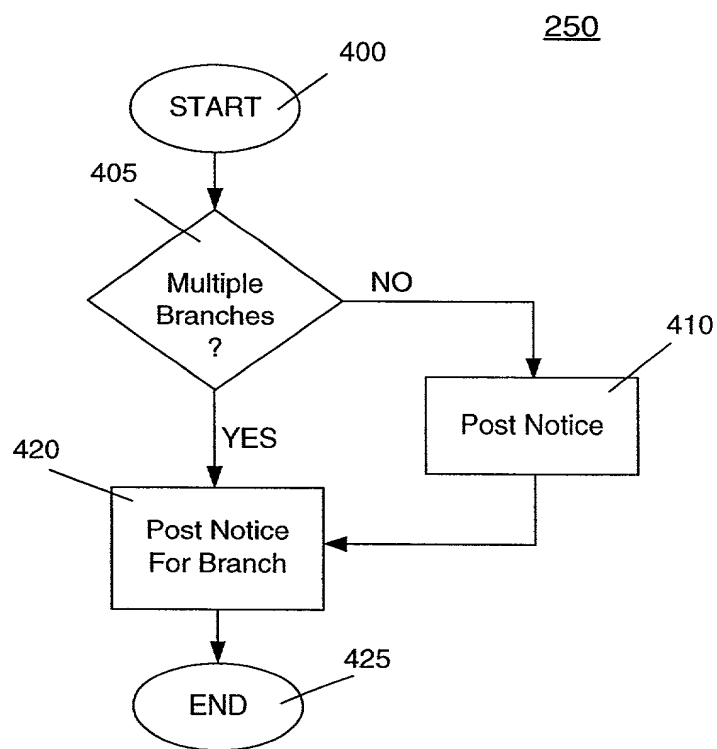 250
400
START
405
Multiple
Branches
?
NO
410
Post Notice
YES
420
Post Notice
For Branch
425
END